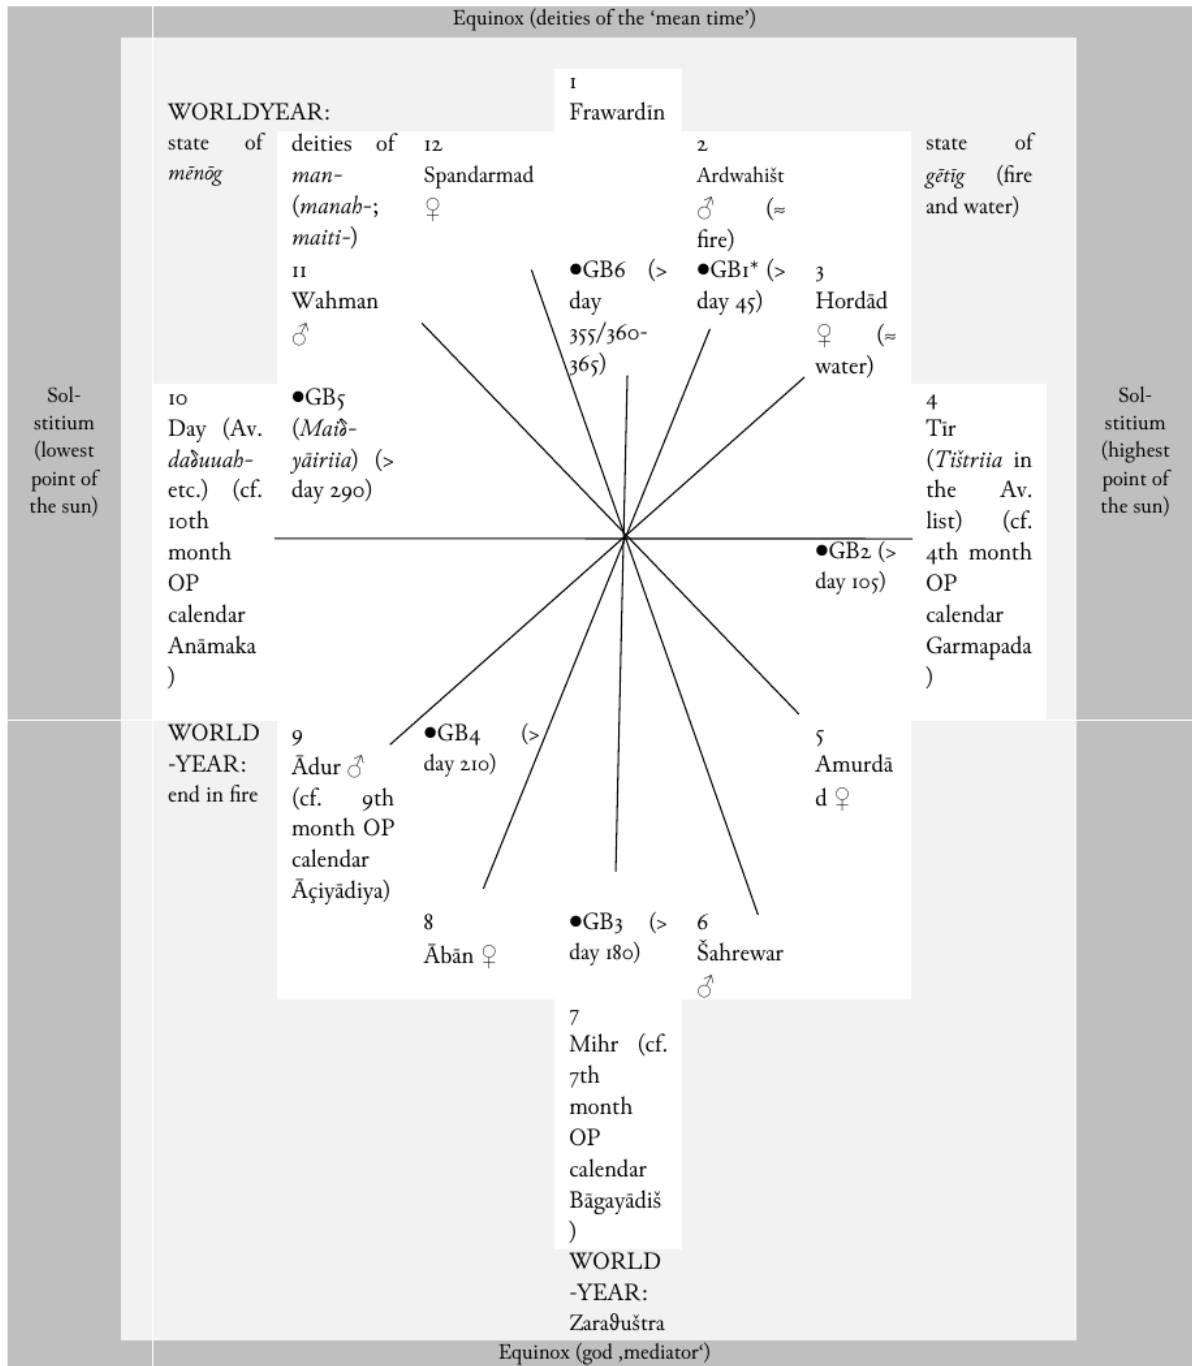 Equinox (deities of the ‘mean time’)
1
Frawardīn
WORLDYEAR:
state of
mēnōg
deities of
man-
(manah-;
maiti-)
12
Spandarmad
♀
2
Ardwahišt
♂ (≈
fire)
state of
gētīg (fire
and water)
11
Wahman
♂
●GB6 (>
day
355/360-
365)
●GB1* (>
day 45)
3
Hordād
♀ (≈
water)
Sol-
stitium
(lowest
point of
the sun)
10
Day (Av.
daδuuah-
etc.) (cf.
10th
month
OP
calendar
Anāmaka
)
●GB5
(Maiδ-
yāiriia) (>
day 290)
●GB2 (>
day 105)
4
Tīr
(Tištriia in
the Av.
list) (cf.
4th month
OP
calendar
Garmapada
)
Sol-
stitium
(highest
point of
the sun)
WORLD
-YEAR:
end in fire
9
Ādur ♂
(cf. 9th
month OP
calendar
Āçiyādiya)
●GB4 (>
day 210)
5
Amurdā
d ♀
8
Ābān ♀
●GB3 (>
day 180)
6
Šahrewar
♂
7
Mihr (cf.
7th
month
OP
calendar
Bāgayādiš
)
WORLD
-YEAR:
Zaraϑuštra
Equinox (god ‚mediator‘)